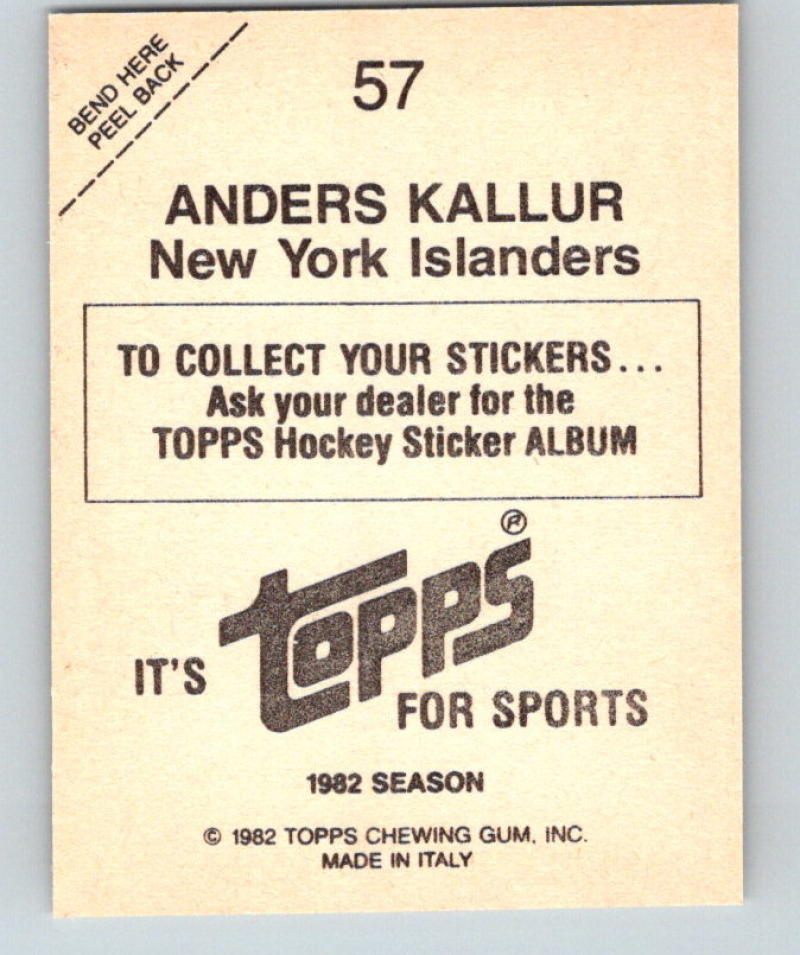 BEND HERE
PEEL BACK
57
ANDERS KALLUR
New York Islanders
TO COLLECT YOUR STICKERS...
Ask your dealer for the
TOPPS Hockey Sticker ALBUM
IT'S topps® FOR SPORTS
1982 SEASON
© 1982 TOPPS CHEWING GUM, INC.
MADE IN ITALY